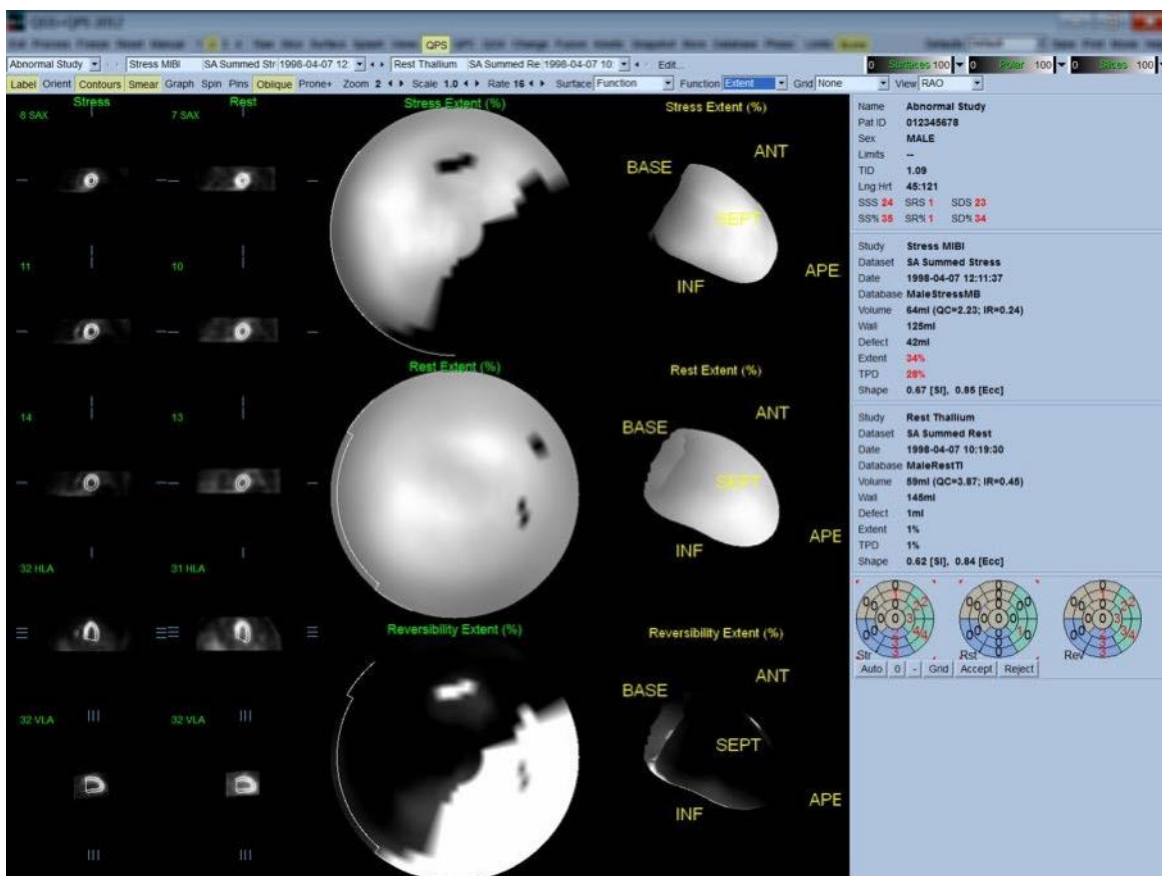 QGS+QPS 2012
QPS
Abnormal Study Stress MIBI SA Summed Str 1998-04-07 12: Rest Thallium SA Summed Re 1998-04-07 10: Edit... 0 Surfaces 100 0 Polar 100 0 Slices 100
Label Orient Contours Smear Graph Spin Pins Oblique Prone+ Zoom 2 Scale 1.0 Rate 16 Surface Function Function Extent Grid None View RAO
Stress Rest
8 SAX 7 SAX
11 10
14 13
32 HLA 31 HLA
32 VLA 32 VLA
Stress Extent (%) Stress Extent (%)
ANT
BASE
SEPT
APE
INF
Rest Extent (%) Rest Extent (%)
ANT
BASE
SEPT
APE
INF
Reversibility Extent (%) Reversibility Extent (%)
ANT
BASE
SEPT
APE
INF
Name Abnormal Study
Pat ID 012345678
Sex MALE
Limits --
TID 1.09
Lng:Hrt 45:121
SSS 24 SRS 1 SDS 23
SS% 35 SR% 1 SD% 34
Study Stress MIBI
Dataset SA Summed Stress
Date 1998-04-07 12:11:37
Database MaleStressMB
Volume 64ml (QC=2.23; IR=0.24)
Wall 125ml
Defect 42ml
Extent 34%
TPD 28%
Shape 0.67 [SI], 0.85 [Ecc]
Study Rest Thallium
Dataset SA Summed Rest
Date 1998-04-07 10:19:30
Database MaleRestTl
Volume 59ml (QC=3.87; IR=0.45)
Wall 145ml
Defect 1ml
Extent 1%
TPD 1%
Shape 0.62 [SI], 0.84 [Ecc]
Str Rst Rev
Auto 0 - Grid Accept Reject